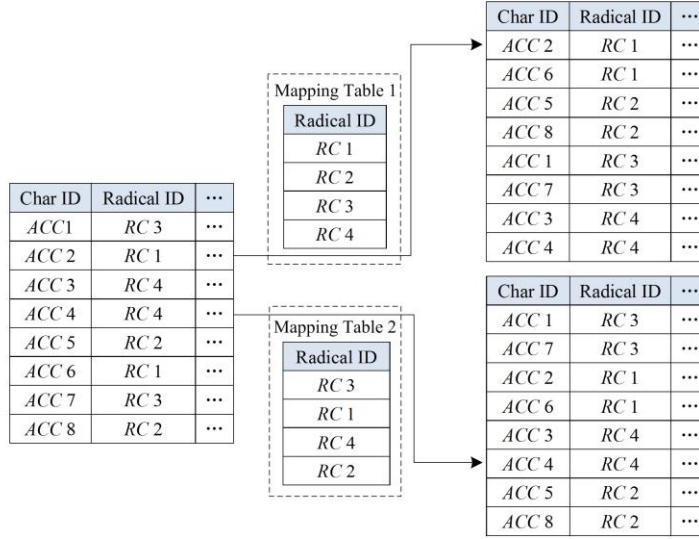 Char ID Radical ID ...
ACC1 RC 3 ...
ACC 2 RC 1 ...
ACC 3 RC 4 ...
ACC 4 RC 4 ...
ACC 5 RC 2 ...
ACC 6 RC 1 ...
ACC 7 RC 3 ...
ACC 8 RC 2 ...
Mapping Table 1
Radical ID
RC 1
RC 2
RC 3
RC 4
Mapping Table 2
Radical ID
RC 3
RC 1
RC 4
RC 2
Char ID Radical ID ...
ACC 2 RC 1 ...
ACC 6 RC 1 ...
ACC 5 RC 2 ...
ACC 8 RC 2 ...
ACC 1 RC 3 ...
ACC 7 RC 3 ...
ACC 3 RC 4 ...
ACC 4 RC 4 ...
Char ID Radical ID ...
ACC 1 RC 3 ...
ACC 7 RC 3 ...
ACC 2 RC 1 ...
ACC 6 RC 1 ...
ACC 3 RC 4 ...
ACC 4 RC 4 ...
ACC 5 RC 2 ...
ACC 8 RC 2 ...